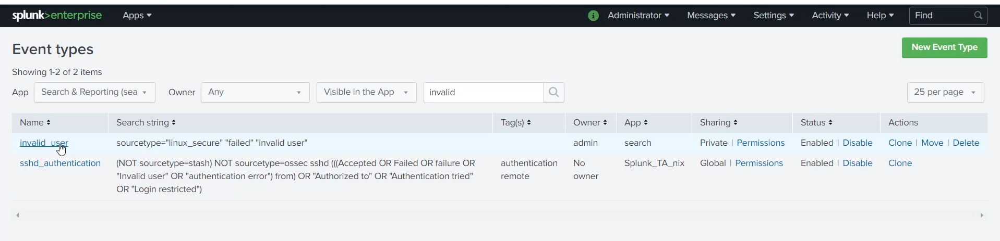 splunk>enterprise Apps Administrator Messages Settings Activity Help Find
Event types New Event Type
Showing 1-2 of 2 items
App Search & Reporting (sea Owner Any Visible in the App invalid 25 per page
Name Search string Tag(s) Owner App Sharing Status Actions
invalid_user sourcetype="linux_secure" "failed" "invalid user" admin search Private | Permissions Enabled | Disable Clone | Move | Delete
sshd_authentication (NOT sourcetype=stash) NOT sourcetype=ossec sshd (((Accepted OR Failed OR failure OR authentication No Splunk_TA_nix Global | Permissions Enabled | Disable Clone
"Invalid user" OR "authentication error") from) OR "Authorized to" OR "Authentication tried" remote owner
OR "Login restricted")